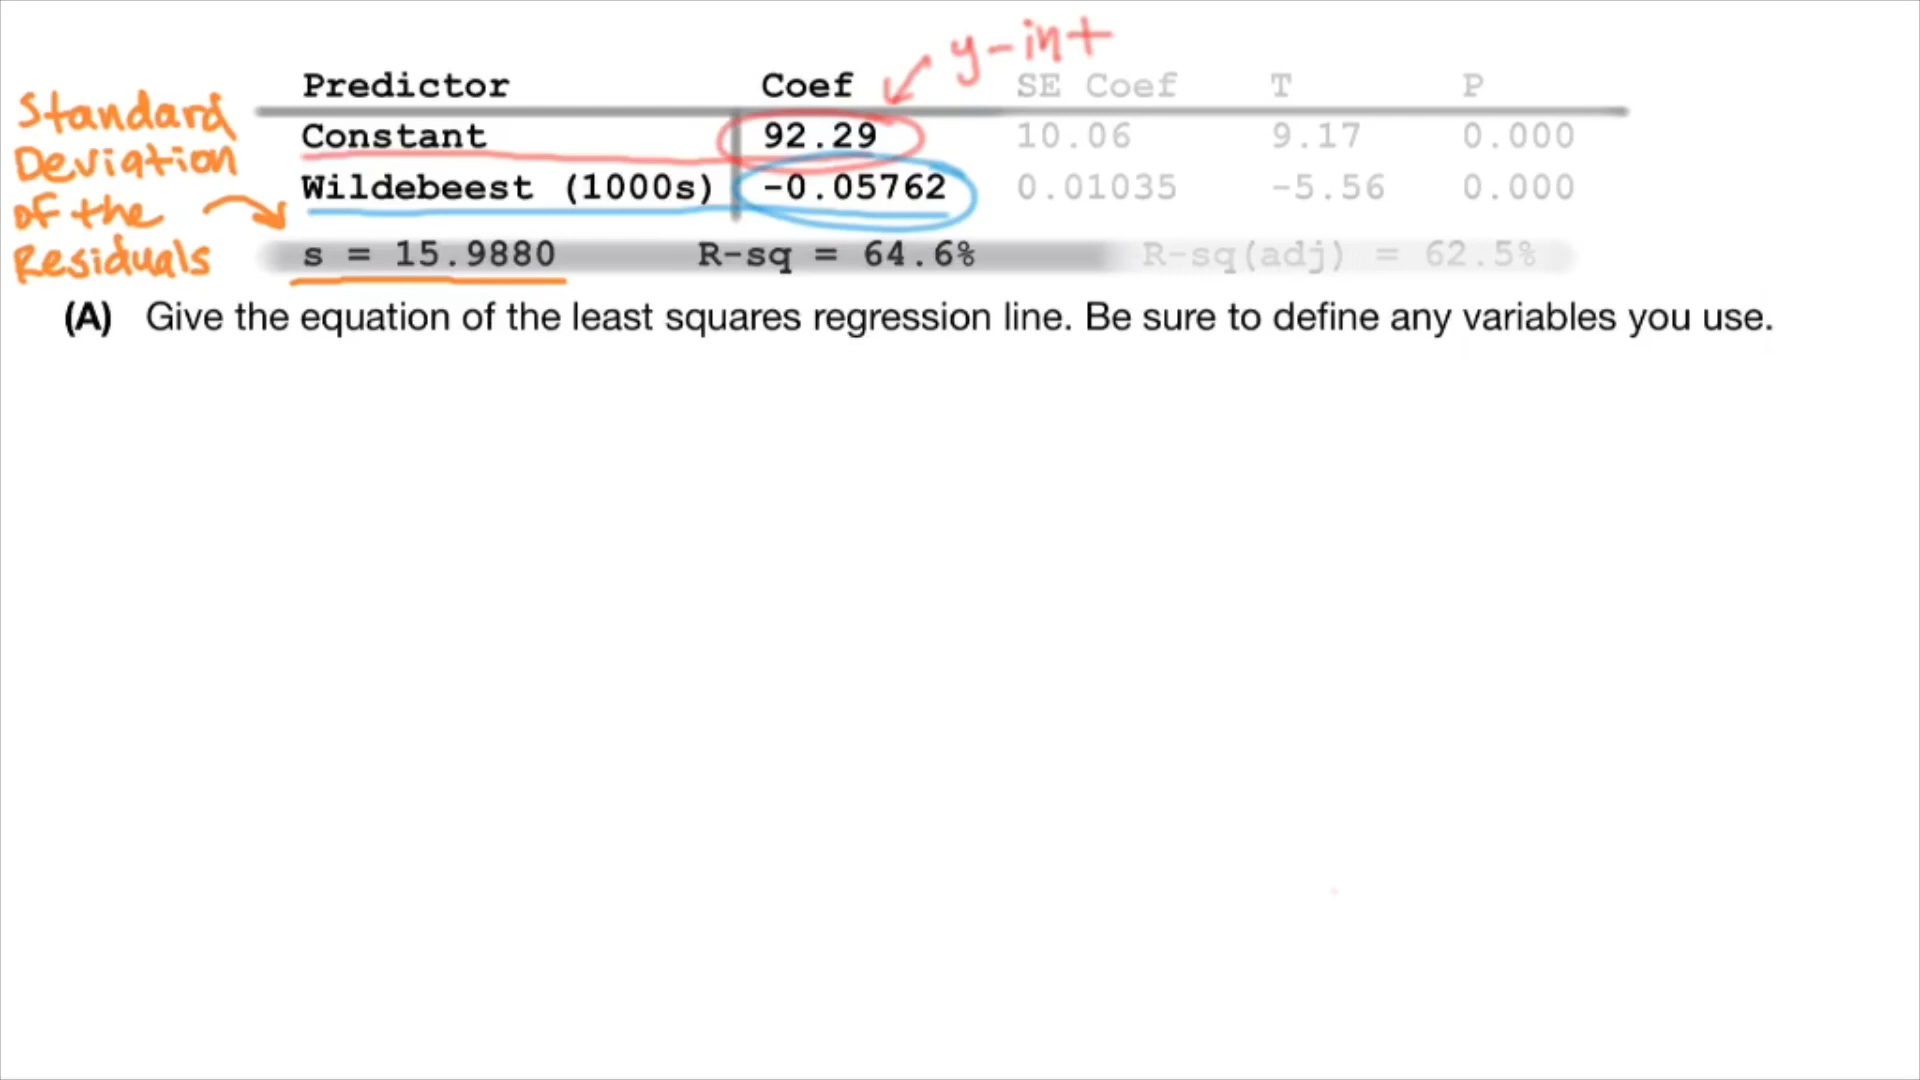 y-int
Predictor Coef SE Coef T P
Standard
Deviation
of the
Residuals
Constant 92.29 10.06 9.17 0.000
Wildebeest (1000s) -0.05762 0.01035 -5.56 0.000
s = 15.9880 R-sq = 64.6% R-sq(adj) = 62.5%
(A) Give the equation of the least squares regression line. Be sure to define any variables you use.